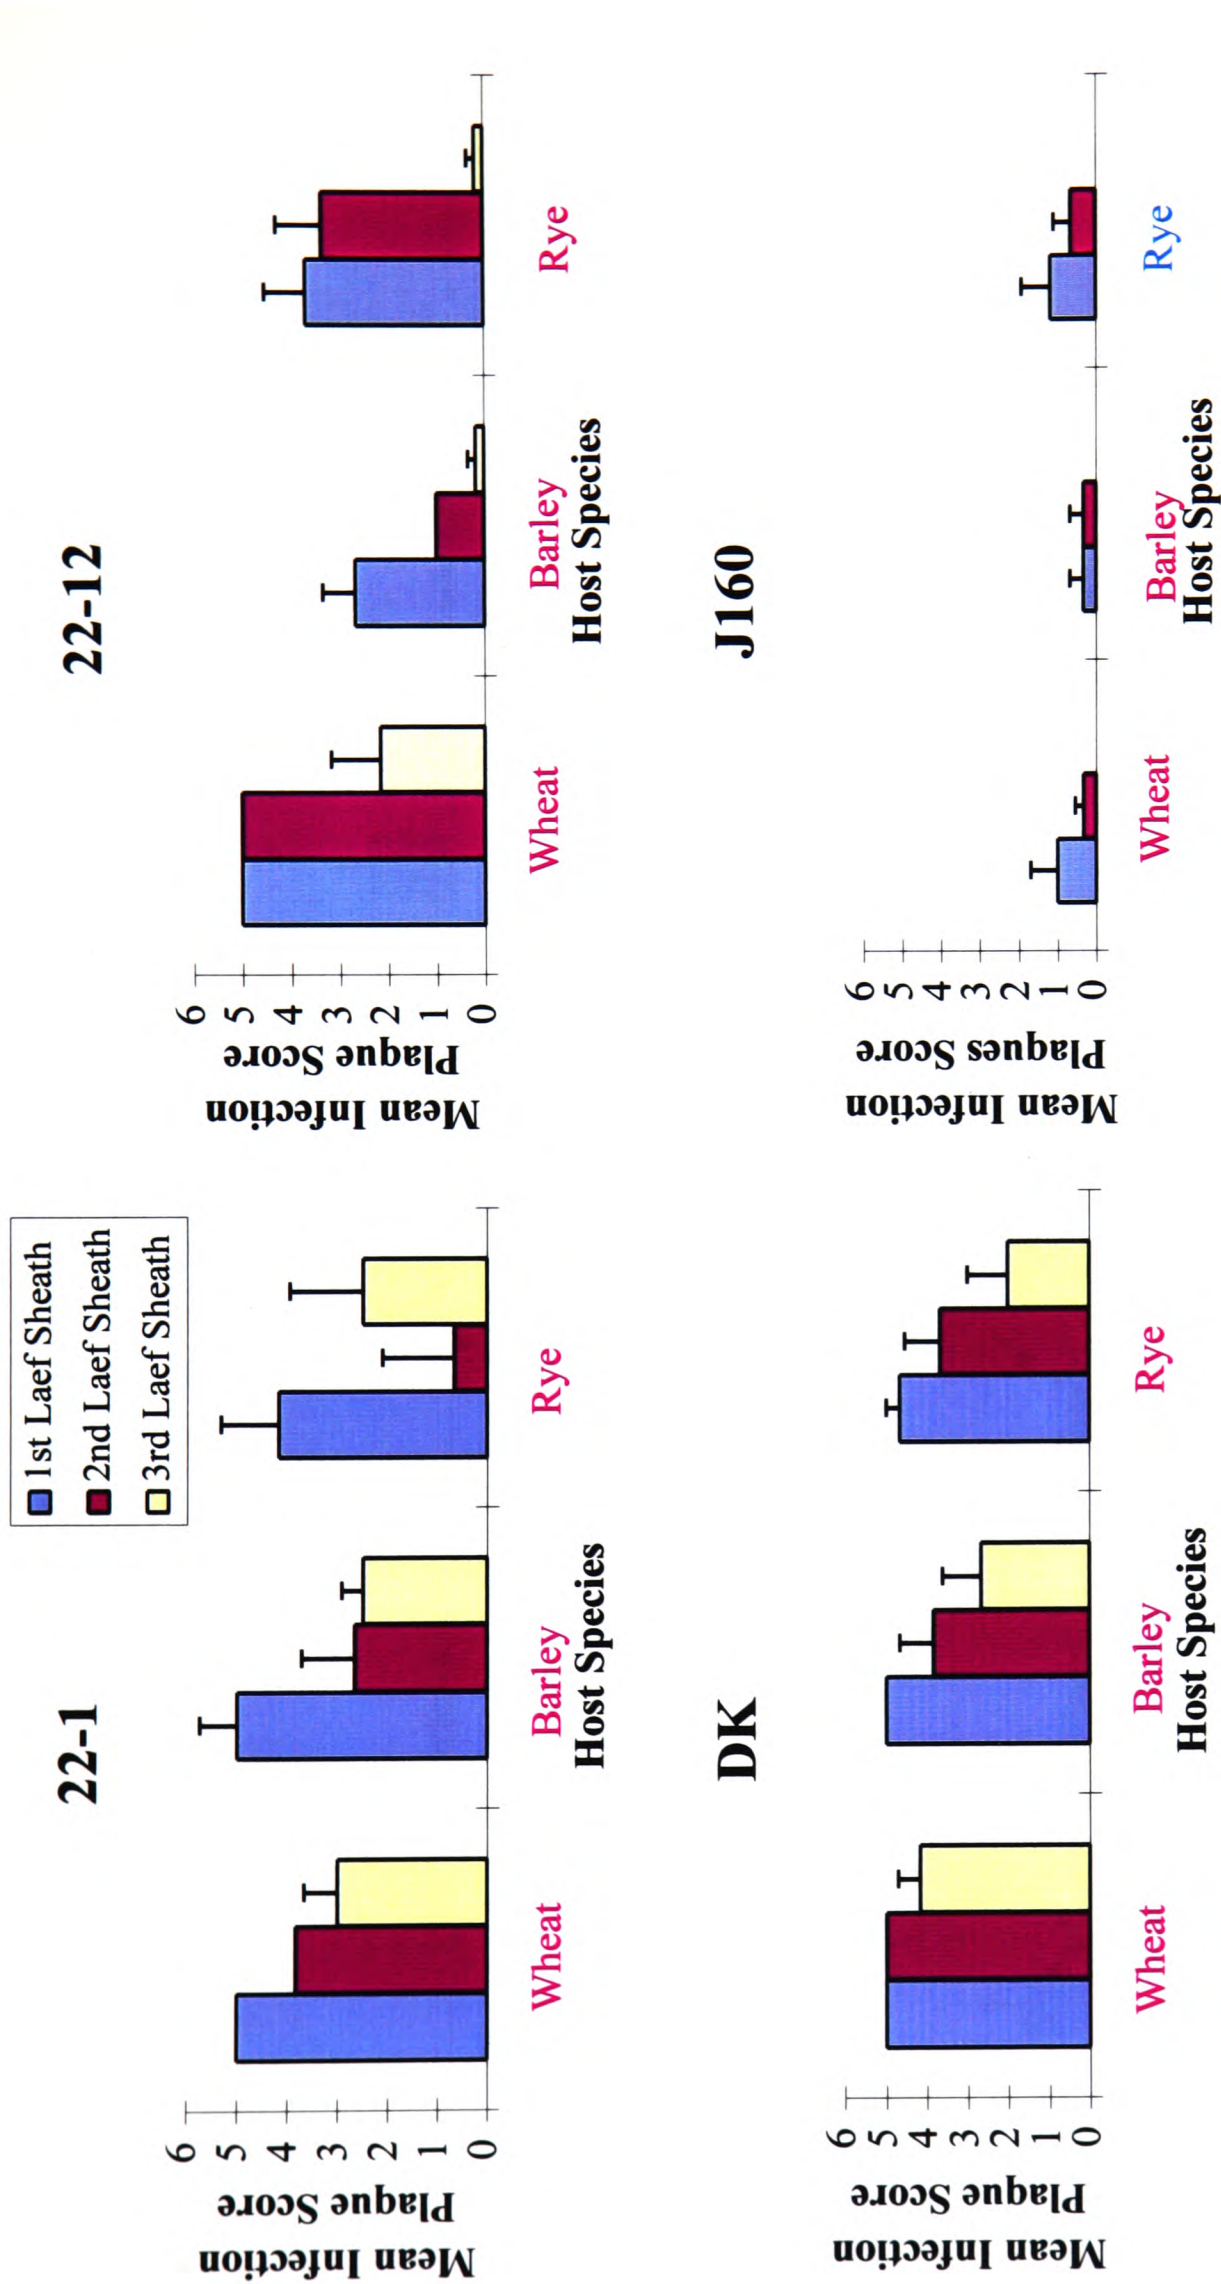 22-1
1st Laef Sheath
2nd Laef Sheath
3rd Laef Sheath
Mean Infection
Plaque Score
6
5
4
3
2
1
0
Wheat
Barley
Rye
Host Species
22-12
Mean Infection
Plaque Score
6
5
4
3
2
1
0
Wheat
Barley
Rye
Host Species
DK
Mean Infection
Plaque Score
6
5
4
3
2
1
0
Wheat
Barley
Rye
Host Species
J160
Mean Infection
Plaques Score
6
5
4
3
2
1
0
Wheat
Barley
Rye
Host Species